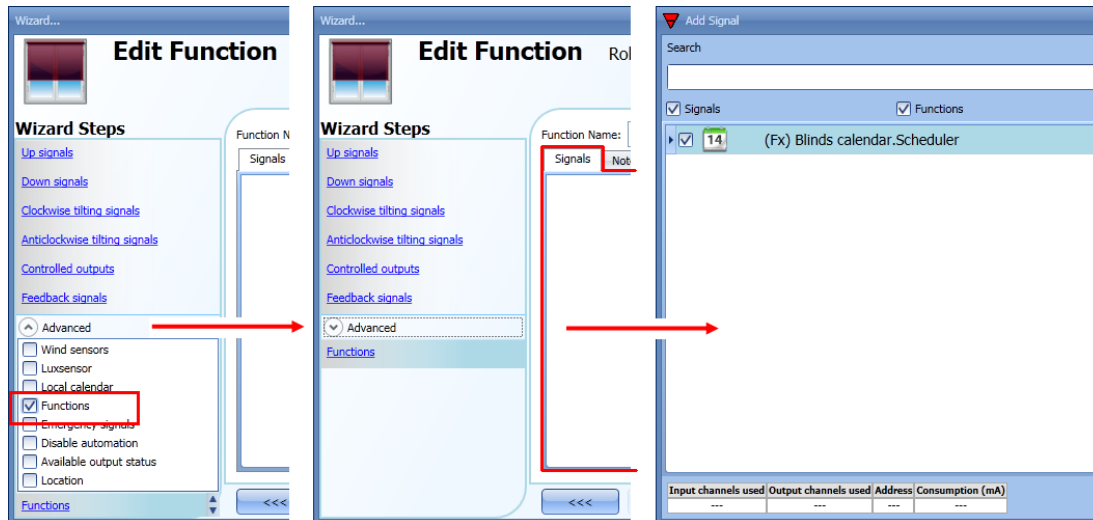 Wizard...
Edit Function
Wizard Steps
Up signals
Down signals
Clockwise tilting signals
Anticlockwise tilting signals
Controlled outputs
Feedback signals
Advanced
Wind sensors
Luxsensor
Local calendar
Functions
Emergency signals
Disable automation
Available output status
Location
Functions
Function N
Signals
<<<
Wizard...
Edit Function Rol
Wizard Steps
Up signals
Down signals
Clockwise tilting signals
Anticlockwise tilting signals
Controlled outputs
Feedback signals
Advanced
Functions
Function Name:
Signals Not
<<<
Add Signal
Search
Signals Functions
14 (Fx) Blinds calendar.Scheduler
Input channels used Output channels used Address Consumption (mA)
--- --- --- ---